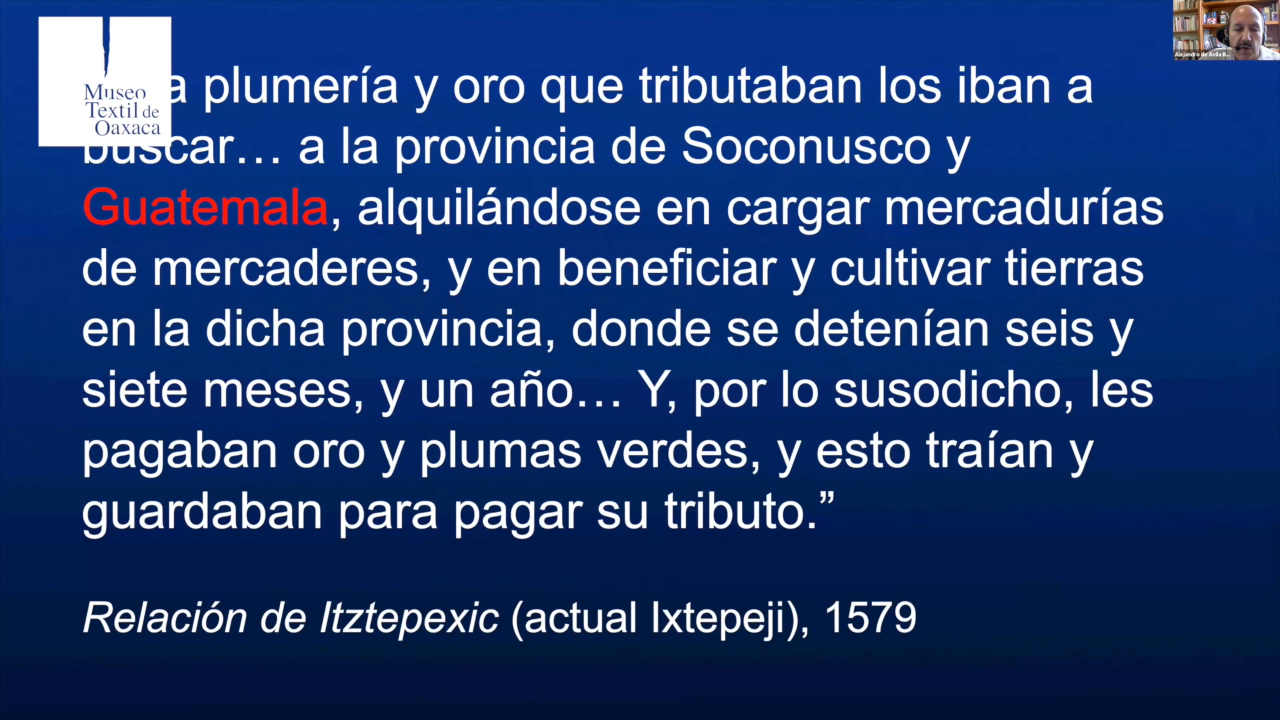 Museo
Textil de
Oaxaca
a plumería y oro que tributaban los iban a
buscar… a la provincia de Soconusco y
Guatemala, alquilándose en cargar mercadurías
de mercaderes, y en beneficiar y cultivar tierras
en la dicha provincia, donde se detenían seis y
siete meses, y un año… Y, por lo susodicho, les
pagaban oro y plumas verdes, y esto traían y
guardaban para pagar su tributo.”
Relación de Itztepexic (actual Ixtepeji), 1579
Alejandro de Ávila